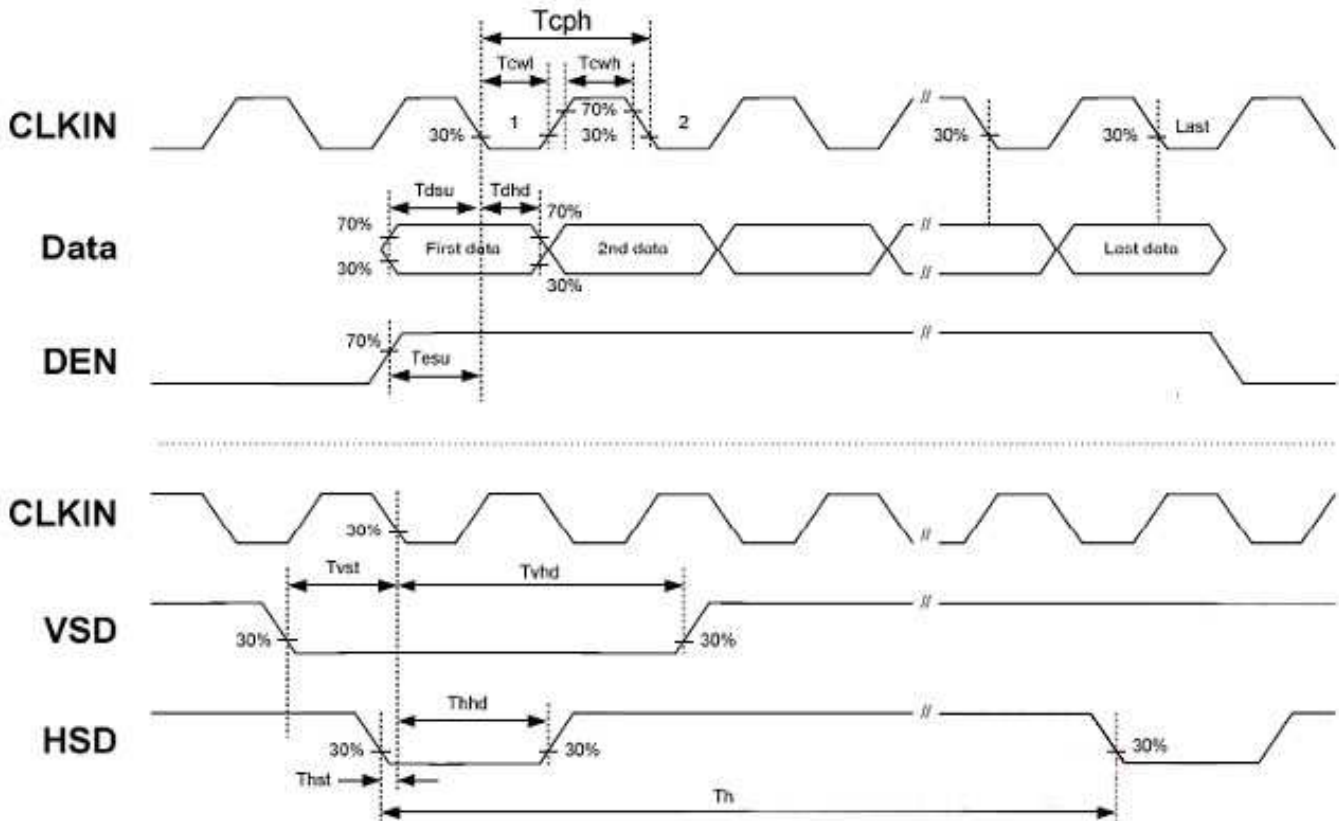 Tcph
Tcwl Tcwh
CLKIN 30% 1 70% 30% 2 30% 30% Last
Tdsu Tdhd
70% 70%
Data First data 2nd data Last data
30% 30%
DEN 70%
Tesu
CLKIN 30%
Tvst Tvhd
VSD 30% 30%
Thhd
HSD 30% 30% 30%
Thst
Th